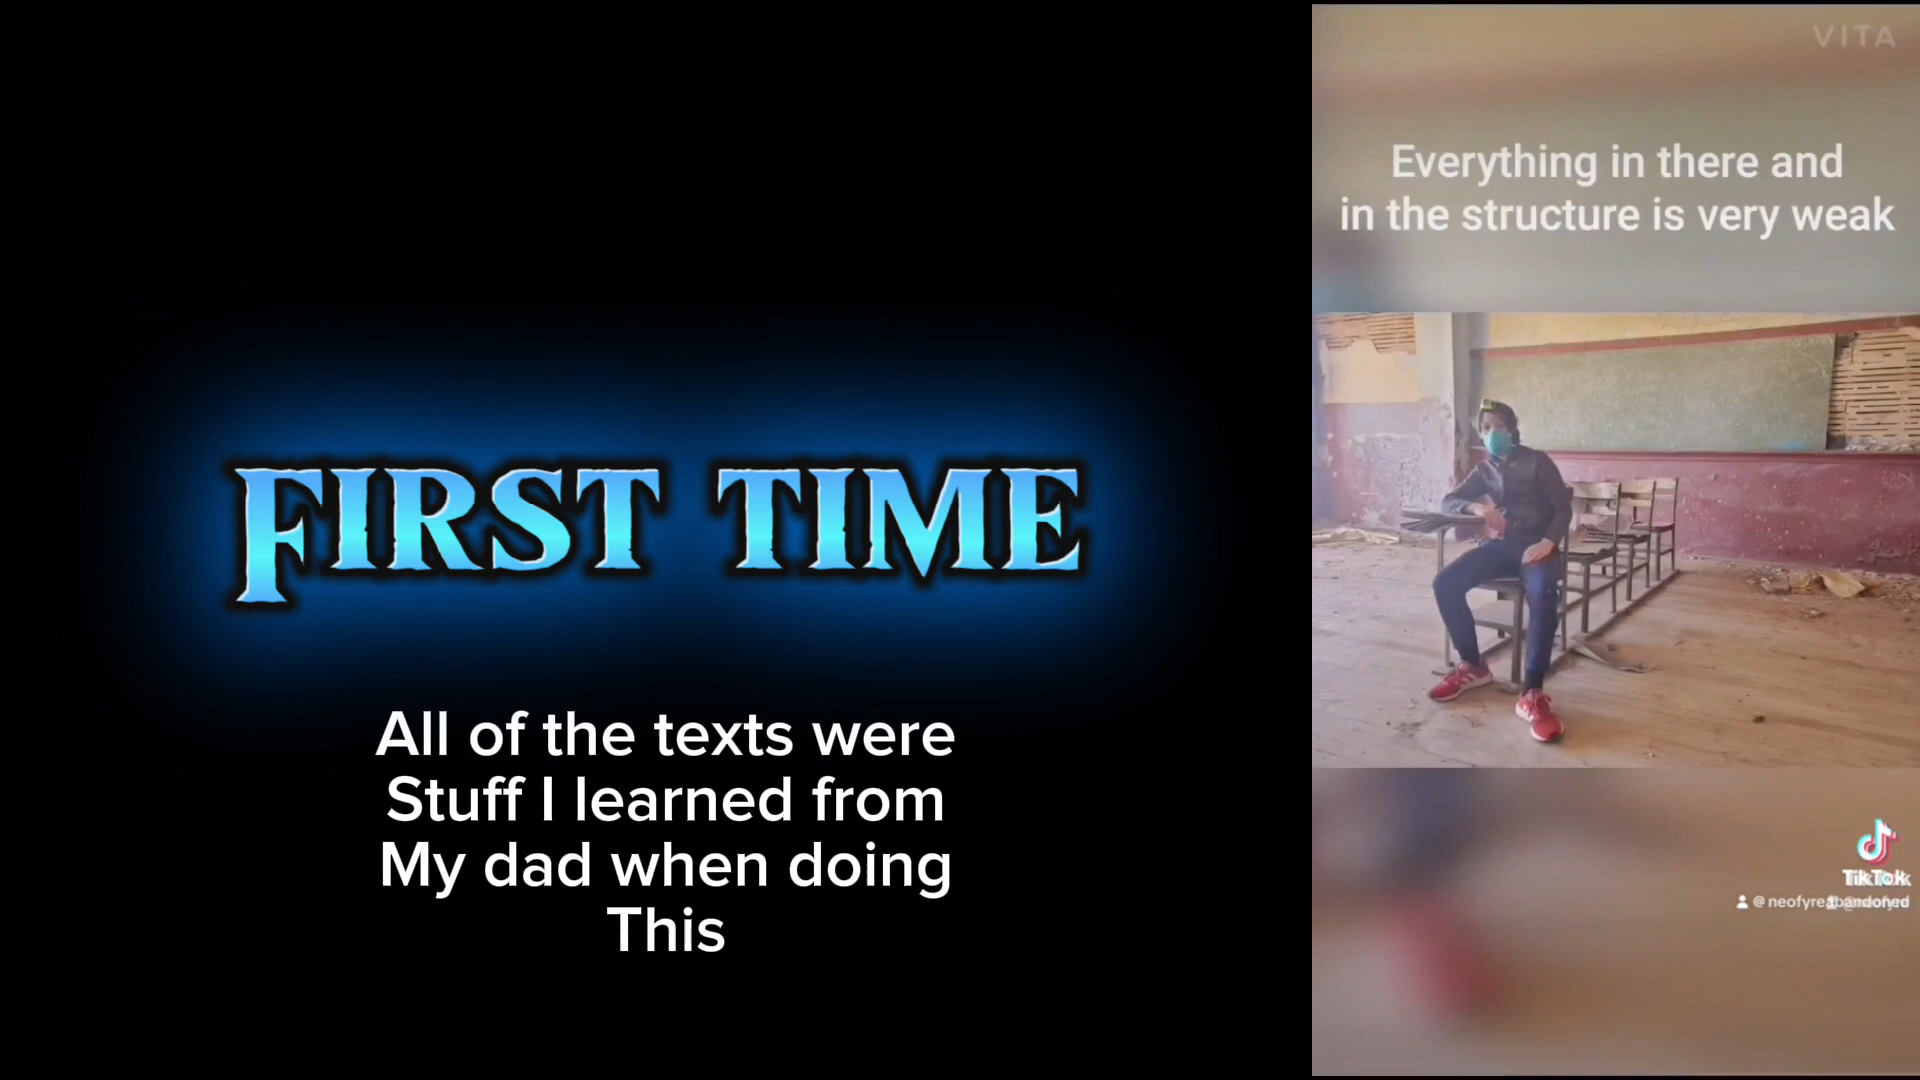 FIRST TIME
All of the texts were
Stuff I learned from
My dad when doing
This
VITA
Everything in there and
in the structure is very weak
TikTok